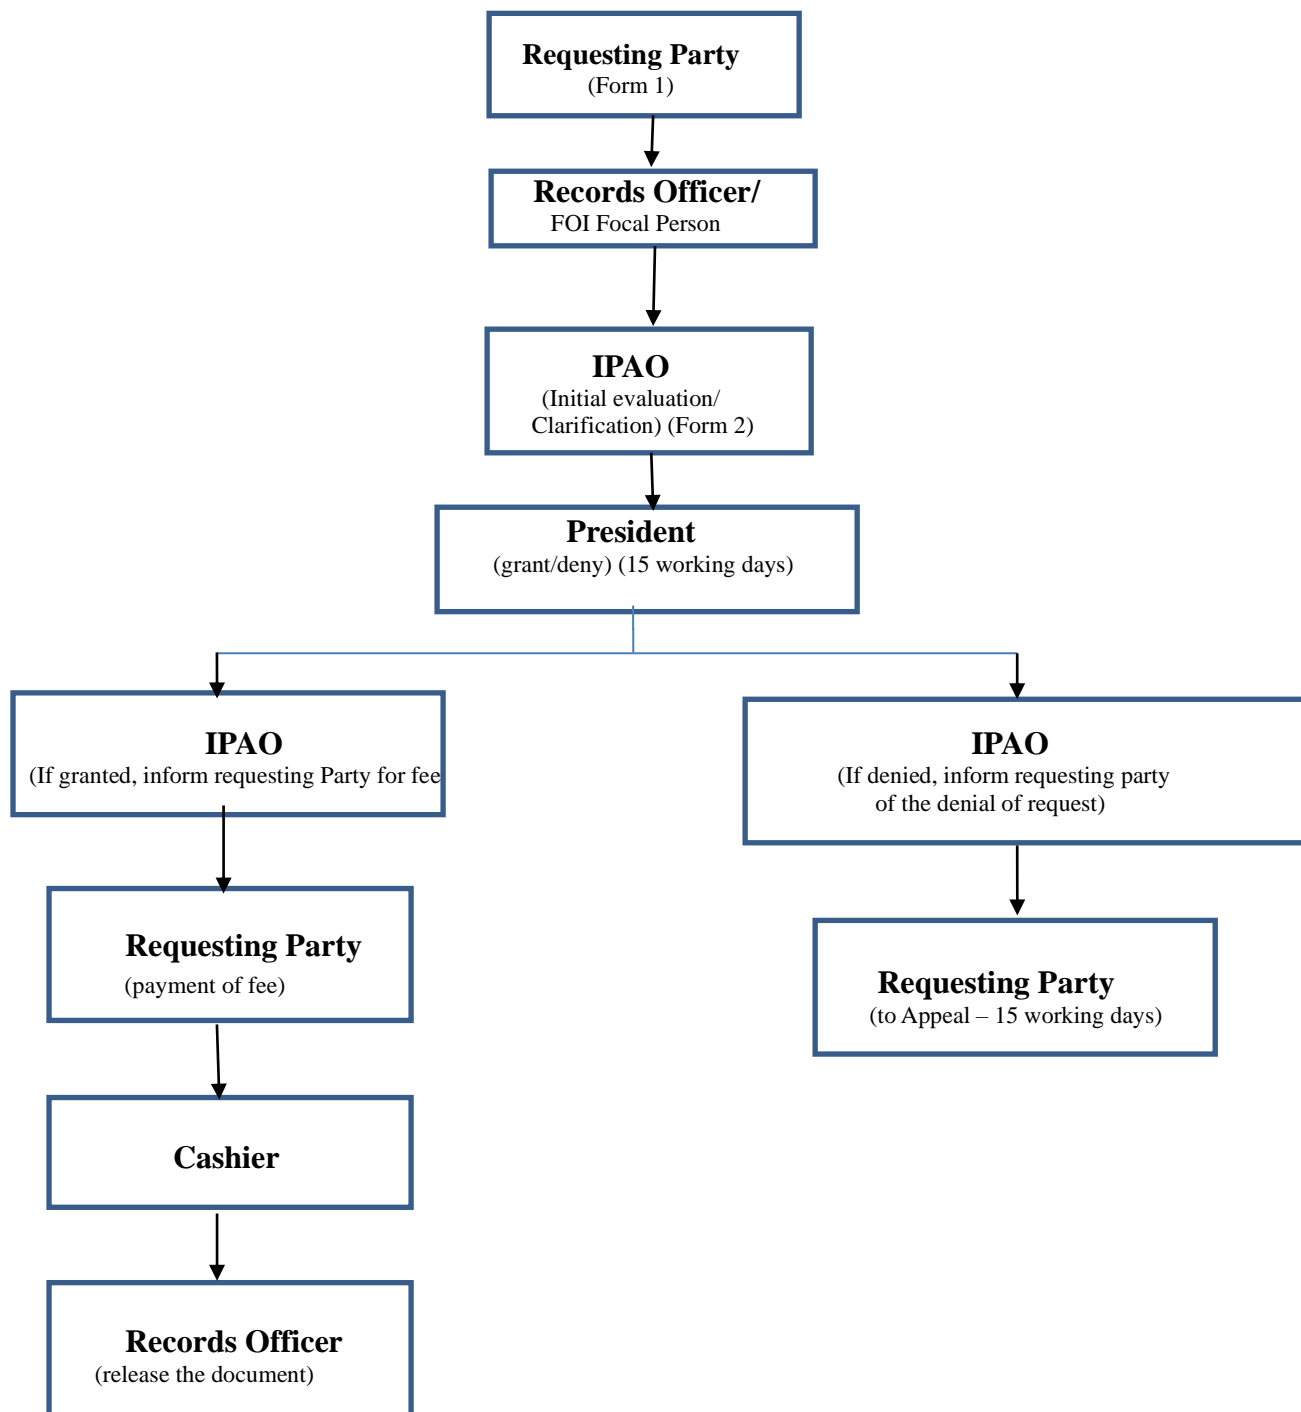 Requesting Party
(Form 1)
Records Officer/
FOI Focal Person
IPAO
(Initial evaluation/
Clarification) (Form 2)
President
(grant/deny) (15 working days)
IPAO
(If granted, inform requesting Party for fee
IPAO
(If denied, inform requesting party
of the denial of request)
Requesting Party
(payment of fee)
Requesting Party
(to Appeal – 15 working days)
Cashier
Records Officer
(release the document)